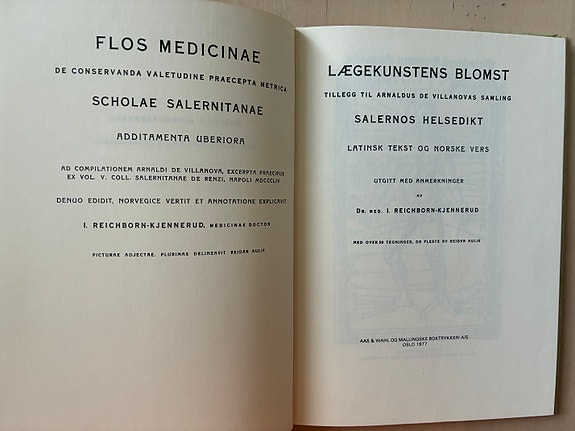 FLOS MEDICINAE
DE CONSERVANDA VALETUDINE PRAECEPTA METRICA
SCHOLAE SALERNITANAE
ADDITAMENTA UBERIORA
AD COMPILATIONEM ARNALDI DE VILLANOVA, EXCERPTA PRAECIPUE
EX VOL. V. COLL. SALERNITANAE DE RENZI, NAPOLI MDCCCLIV
DENUO EDIDIT, NORVEGICE VERTIT ET ANNOTATIONE EXPLICAVIT
I. REICHBORN-KJENNERUD, MEDICINAE DOCTOR
PICTURAE ADJECTAE. PLURIMAS DELINEAVIT REIDAR AULIE
LÆGEKUNSTENS BLOMST
TILLEGG TIL ARNALDUS DE VILLANOVAS SAMLING
SALERNOS HELSEDIKT
LATINSK TEKST OG NORSKE VERS
UTGITT MED ANMERKNINGER
AV
DR. MED. I. REICHBORN-KJENNERUD
MED OVER 50 TEGNINGER, DE FLESTE AV REIDAR AULIE
AAS & WAHL OG MALLINGSKE BOKTRYKKERI A/S
OSLO 1977